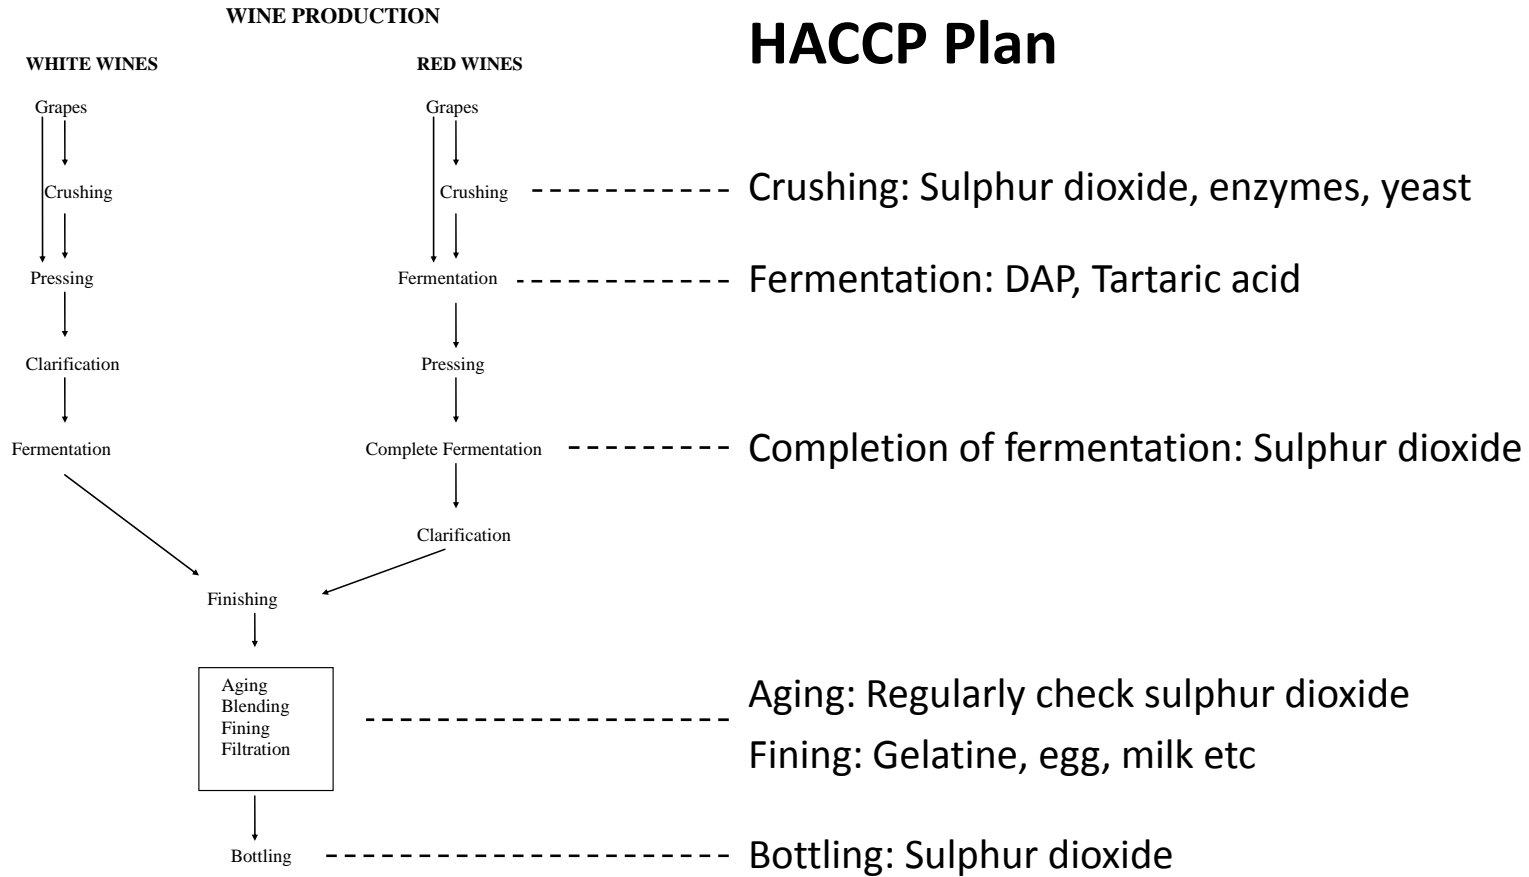 WINE PRODUCTION
HACCP Plan
WHITE WINES
RED WINES
Grapes
Grapes
Crushing
Crushing
Crushing: Sulphur dioxide, enzymes, yeast
Pressing
Fermentation
Fermentation: DAP, Tartaric acid
Clarification
Pressing
Fermentation
Complete Fermentation
Completion of fermentation: Sulphur dioxide
Clarification
Finishing
Aging
Blending
Fining
Filtration
Aging: Regularly check sulphur dioxide
Fining: Gelatine, egg, milk etc
Bottling
Bottling: Sulphur dioxide